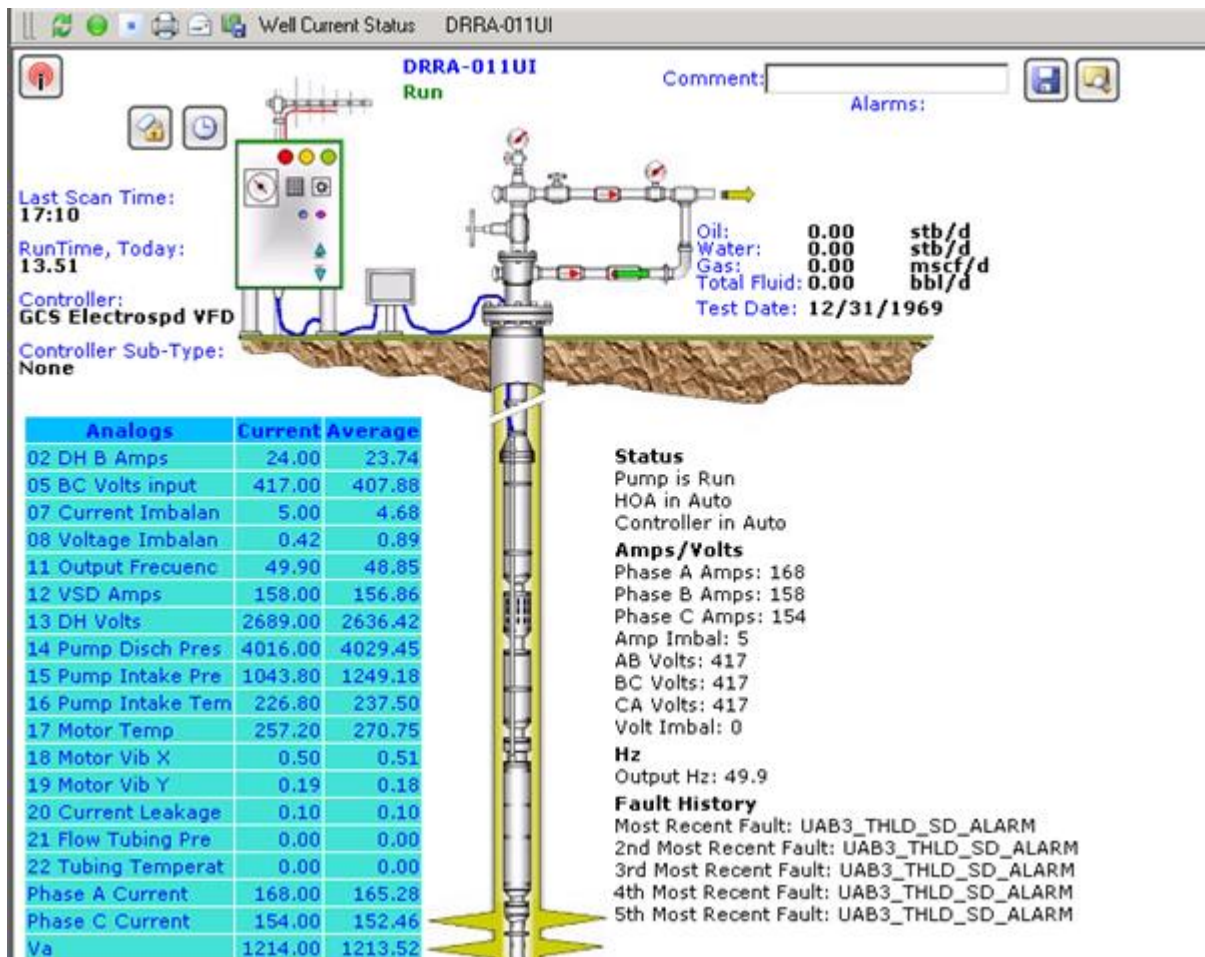 Well Current Status DRRA-011UI
DRRA-011UI
Run
Comment:
Alarms:
Last Scan Time:
17:10
RunTime, Today:
13.51
Controller:
GCS Electrospd VFD
Controller Sub-Type:
None
Oil: 0.00 stb/d
Water: 0.00 stb/d
Gas: 0.00 mscf/d
Total Fluid: 0.00 bbl/d
Test Date: 12/31/1969
Analogs Current Average
02 DH B Amps 24.00 23.74
05 BC Volts input 417.00 407.88
07 Current Imbalan 5.00 4.68
08 Voltage Imbalan 0.42 0.89
11 Output Frecuenc 49.90 48.85
12 VSD Amps 158.00 156.86
13 DH Volts 2689.00 2636.42
14 Pump Disch Pres 4016.00 4029.45
15 Pump Intake Pre 1043.80 1249.18
16 Pump Intake Tem 226.80 237.50
17 Motor Temp 257.20 270.75
18 Motor Vib X 0.50 0.51
19 Motor Vib Y 0.19 0.18
20 Current Leakage 0.10 0.10
21 Flow Tubing Pre 0.00 0.00
22 Tubing Temperat 0.00 0.00
Phase A Current 168.00 165.28
Phase C Current 154.00 152.46
Va 1214.00 1213.52
Status
Pump is Run
HOA in Auto
Controller in Auto
Amps/Volts
Phase A Amps: 168
Phase B Amps: 158
Phase C Amps: 154
Amp Imbal: 5
AB Volts: 417
BC Volts: 417
CA Volts: 417
Volt Imbal: 0
Hz
Output Hz: 49.9
Fault History
Most Recent Fault: UAB3_THLD_SD_ALARM
2nd Most Recent Fault: UAB3_THLD_SD_ALARM
3rd Most Recent Fault: UAB3_THLD_SD_ALARM
4th Most Recent Fault: UAB3_THLD_SD_ALARM
5th Most Recent Fault: UAB3_THLD_SD_ALARM